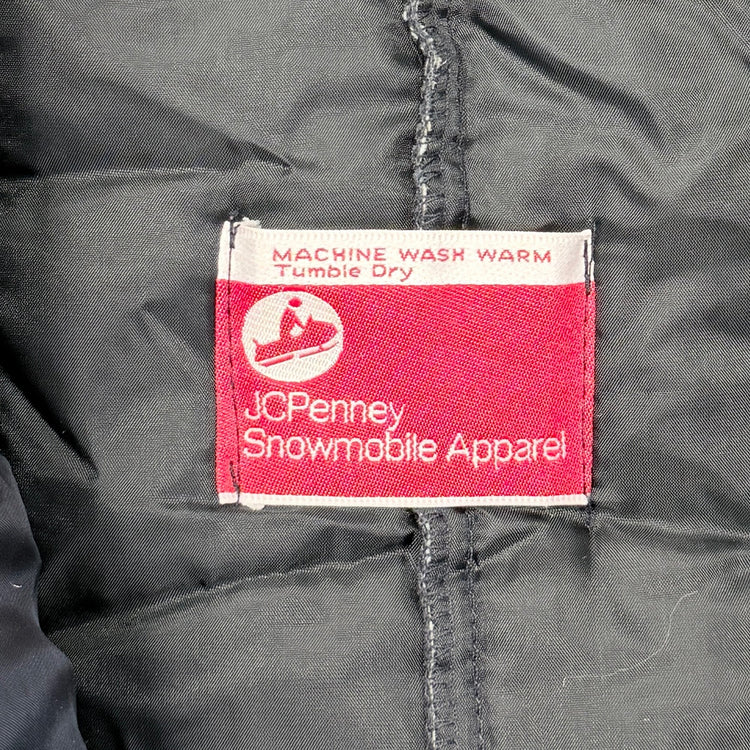 MACHINE WASH WARM
Tumble Dry
JCPenney
Snowmobile Apparel